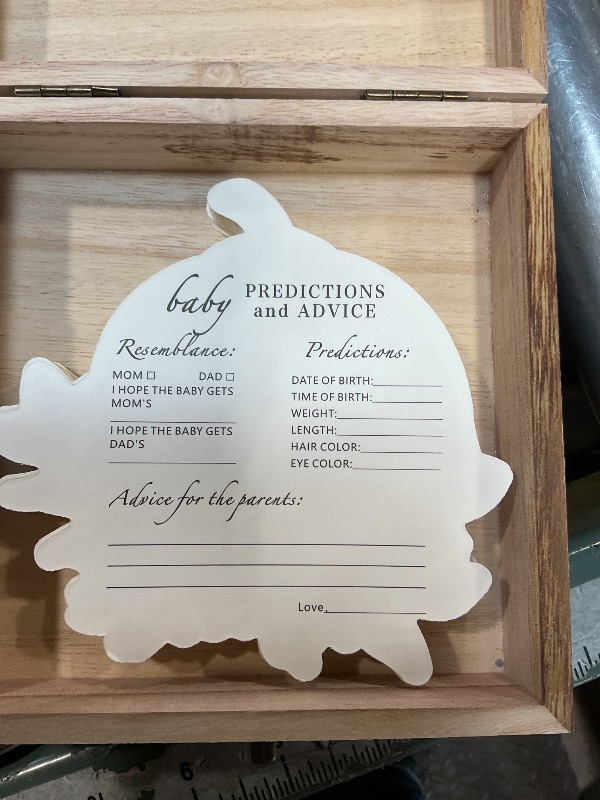 baby PREDICTIONS
and ADVICE
Resemblance:
MOM ☐ DAD ☐
I HOPE THE BABY GETS
MOM'S
I HOPE THE BABY GETS
DAD'S
Predictions:
DATE OF BIRTH:
TIME OF BIRTH:
WEIGHT:
LENGTH:
HAIR COLOR:
EYE COLOR:
Advice for the parents:
Love,
6